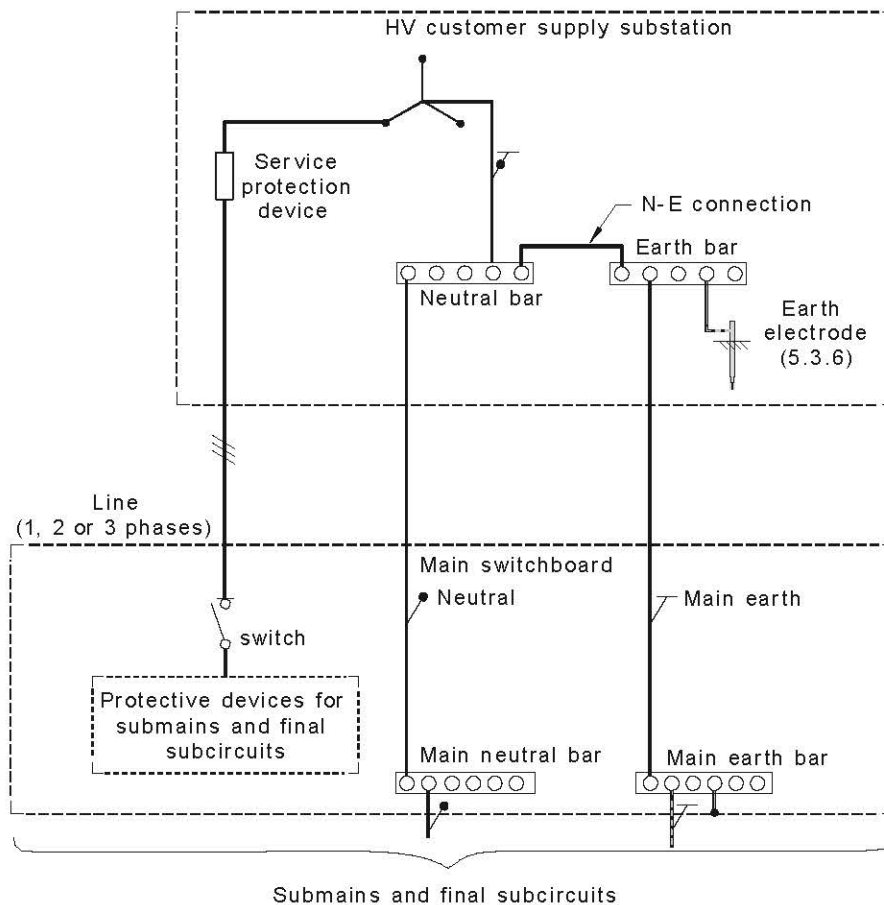 HV customer supply substation
Service
protection
device
N-E connection
Earth bar
Neutral bar
Earth
electrode
(5.3.6)
Line
(1, 2 or 3 phases)
Main switchboard
Neutral
Main earth
switch
Protective devices for
submains and final
subcircuits
Main neutral bar
Main earth bar
Submains and final subcircuits